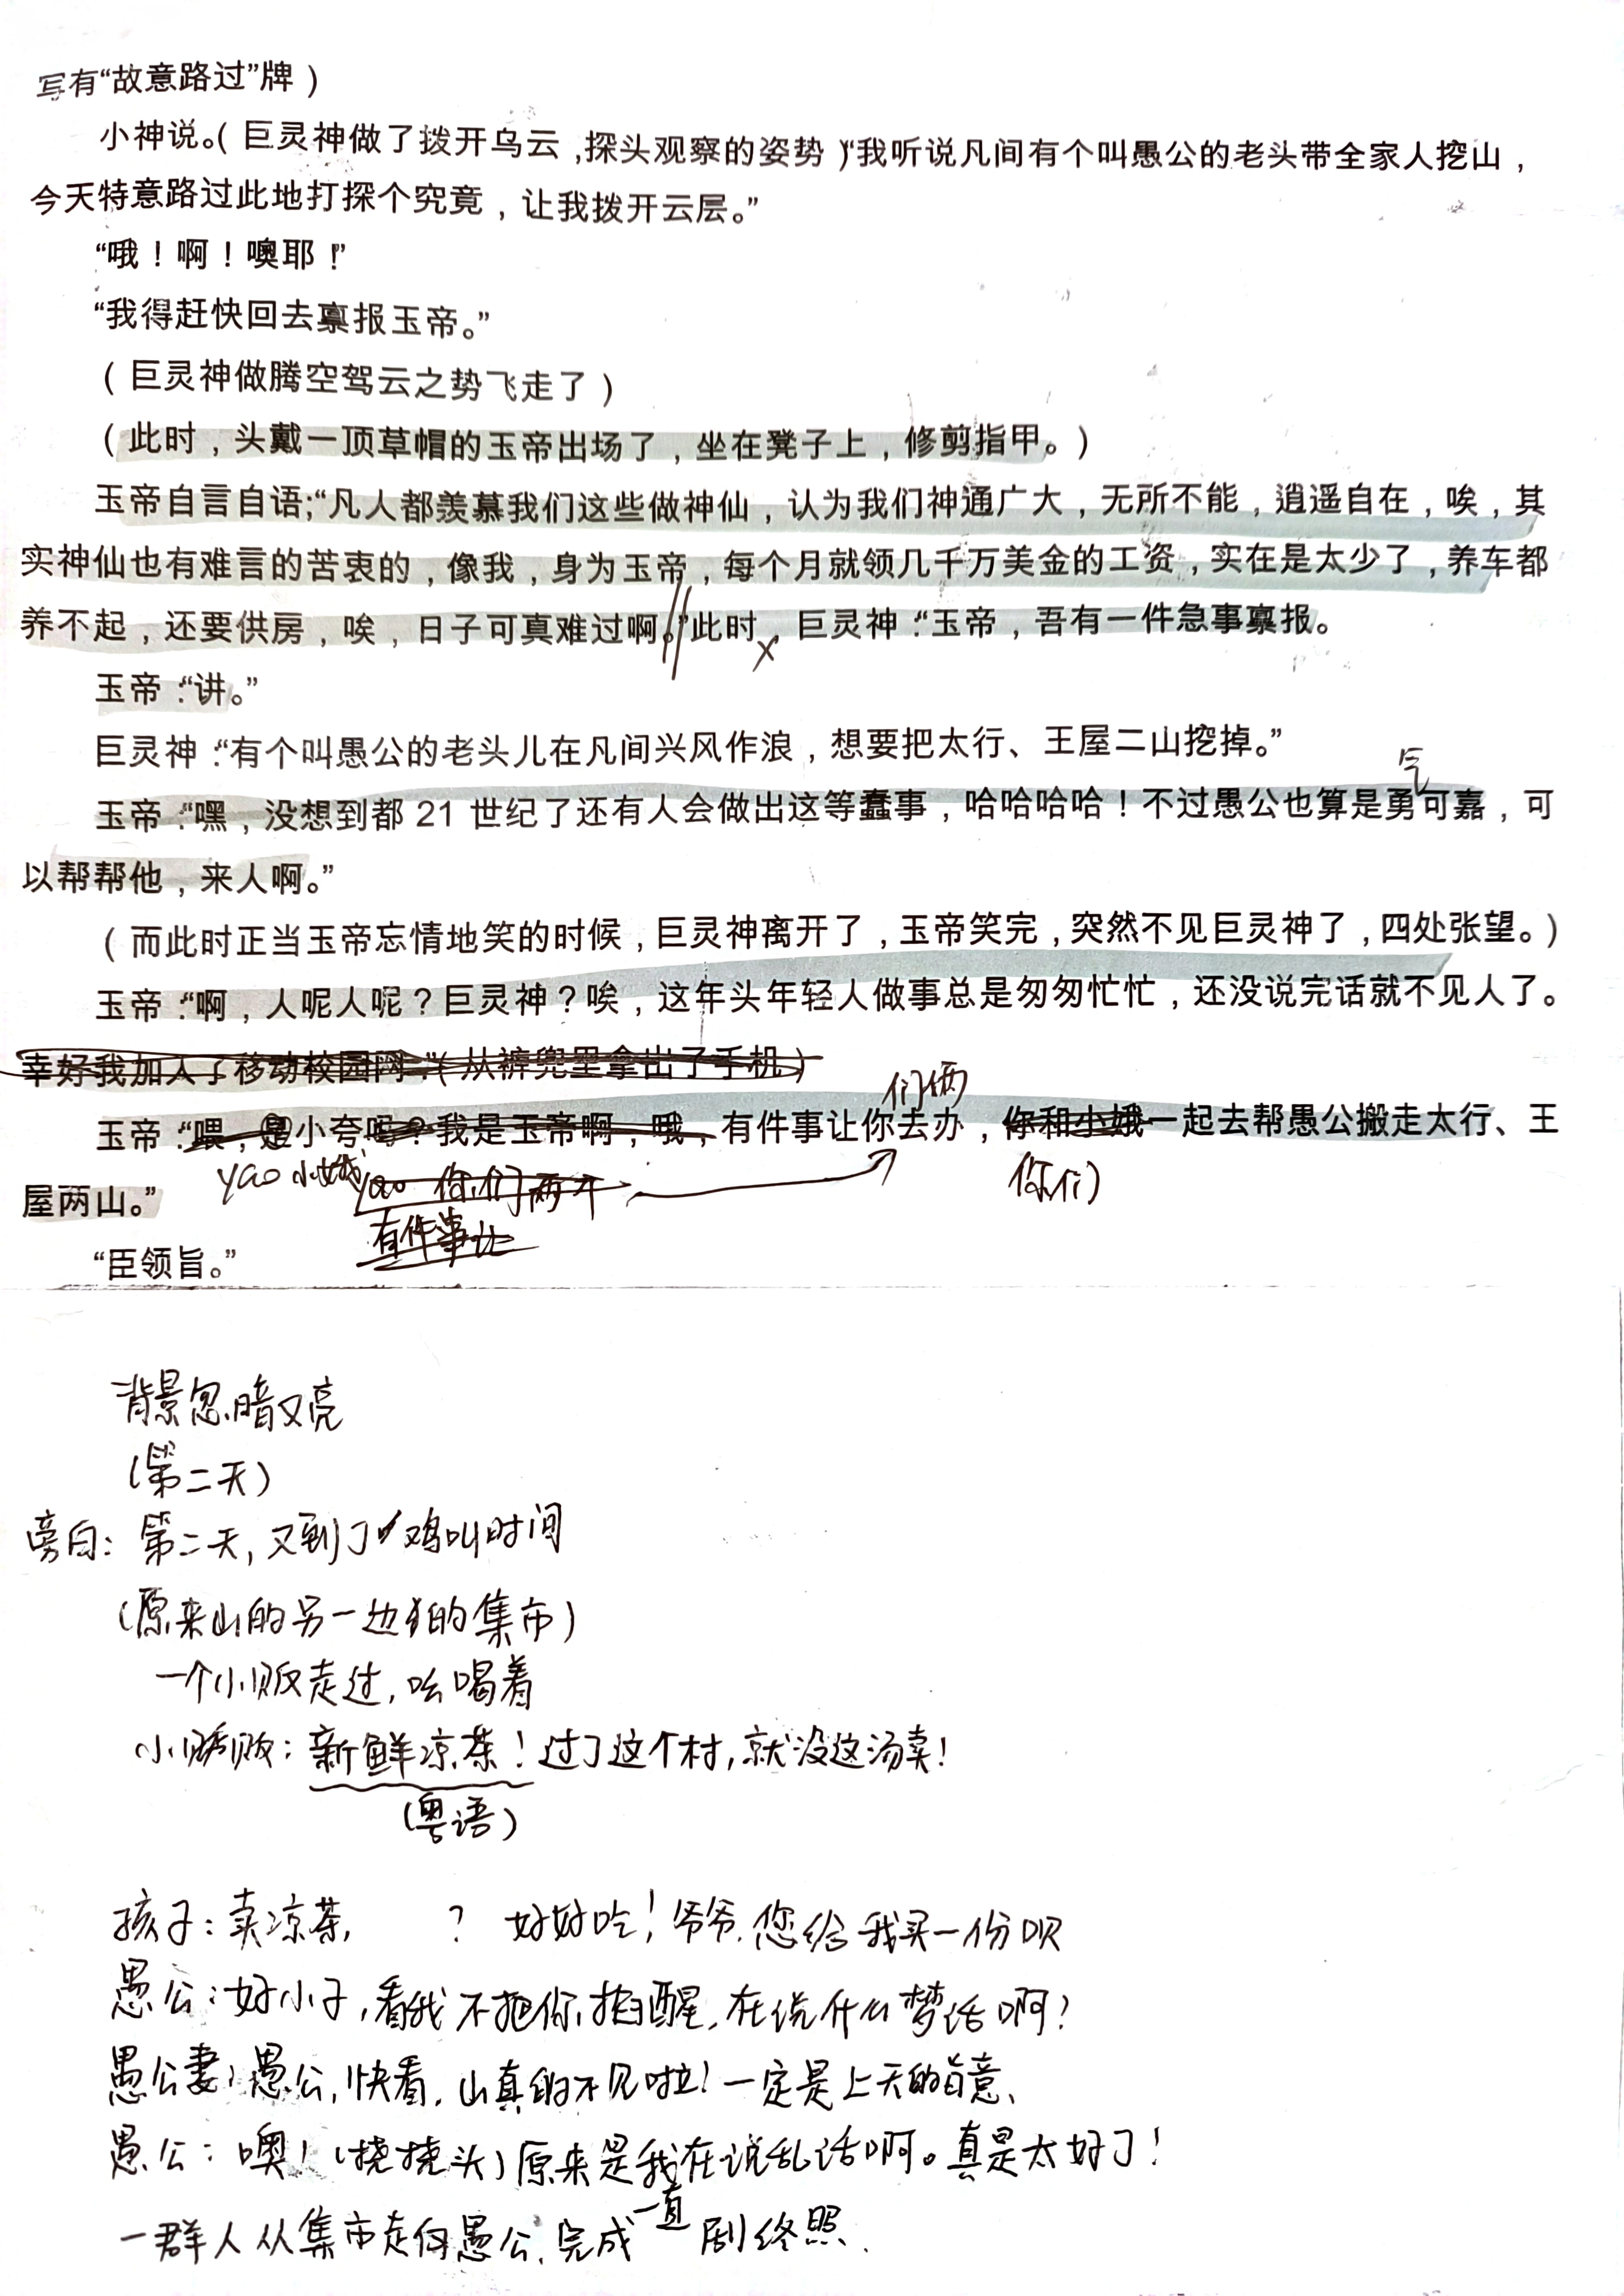 写有“故意路过”牌）
小神说。（巨灵神做了拨开乌云，探头观察的姿势）“我听说凡间有个叫愚公的老头带全家人挖山，
今天特意路过此地打探个究竟，让我拨开云层。”
“哦！啊！噢耶！”
“我得赶快回去禀报玉帝。”
（巨灵神做腾空驾云之势飞走了）
（此时，头戴一顶草帽的玉帝出场了，坐在凳子上，修剪指甲。）
玉帝自言自语;“凡人都羡慕我们这些做神仙，认为我们神通广大，无所不能，逍遥自在，唉，其
实神仙也有难言的苦衷的，像我，身为玉帝，每个月就领几千万美金的工资，实在是太少了，养车都
养不起，还要供房，唉，日子可真难过啊。”此时，巨灵神：“玉帝，吾有一件急事禀报。
玉帝：“讲。”
巨灵神：“有个叫愚公的老头儿在凡间兴风作浪，想要把太行、王屋二山挖掉。”
气
玉帝：“嘿，没想到都 21 世纪了还有人会做出这等蠢事，哈哈哈哈！不过愚公也算是勇可嘉，可
以帮帮他，来人啊。”
（而此时正当玉帝忘情地笑的时候，巨灵神离开了，玉帝笑完，突然不见巨灵神了，四处张望。）
玉帝：“啊，人呢人呢？巨灵神？唉，这年头年轻人做事总是匆匆忙忙，还没说完话就不见人了。
幸好我加入了移动校园网。”（从裤兜里拿出了手机）
们俩
玉帝：“喂，是小夸吗？我是玉帝啊，哦，有件事让你去办，你和小娥一起去帮愚公搬走太行、王
yao 小娥 yao 你们两个 你们
屋两山。”
有件事让
“臣领旨。”
背景忽暗又亮
（第二天）
旁白：第二天，又到了鸡叫时间
（原来山的另一边的集市）
一个小贩走过，吆喝着
小贩：新鲜凉茶！过了这个村，就没这汤卖！
（粤语）
孩子：卖凉茶， ？ 好好吃！爷爷，您给我买一份呗
愚公：好小子，看我不把你揍醒，在说什么梦话啊？
愚公妻：愚公，快看，山真的不见啦！一定是上天的旨意、
愚公：噢！（挠挠头）原来是我在说乱话啊。真是太好了！
一直
一群人从集市走向愚公，完成 剧终照．